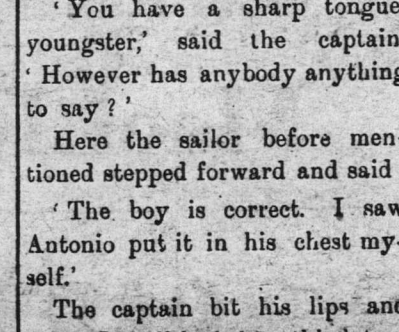 ' You have a sharp tongue
youngster,' said the captain
' However has anybody anything
to say ? '
Here the sailor before men-
tioned stepped forward and said
' The boy is correct. I saw
Antonio put it in his chest my-
self.'
The captain bit his lips and